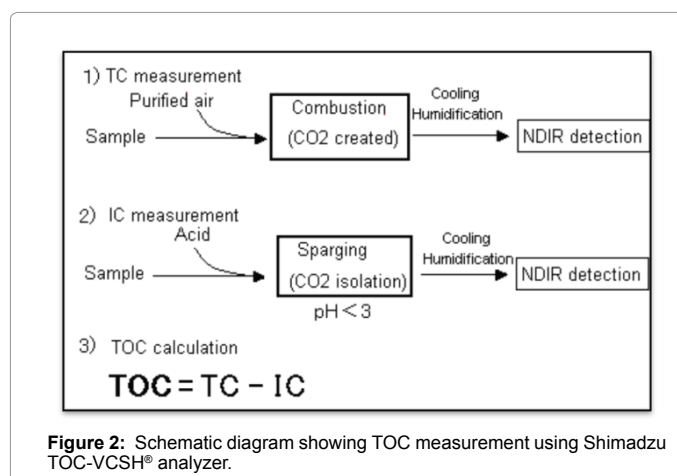 1) TC measurement
Purified air
Sample
Combustion
(CO2 created)
Cooling
Humidification
NDIR detection
2) IC measurement
Acid
Sample
Sparging
(CO2 isolation)
pH < 3
Cooling
Humidification
NDIR detection
3) TOC calculation
TOC = TC − IC
Figure 2: Schematic diagram showing TOC measurement using Shimadzu
TOC-VCSH® analyzer.